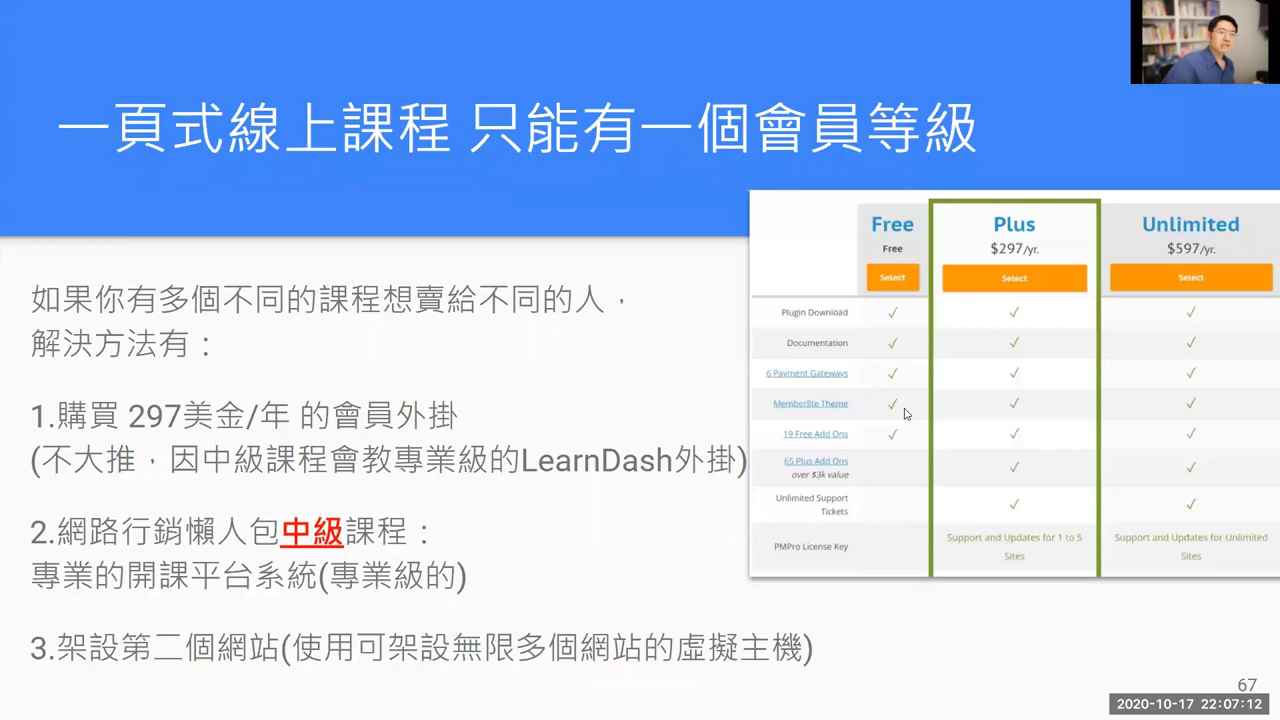 一頁式線上課程 只能有一個會員等級
如果你有多個不同的課程想賣給不同的人，
解決方法有：
1.購買 297美金/年 的會員外掛
(不大推，因中級課程會教專業級的LearnDash外掛)
2.網路行銷懶人包中級課程：
專業的開課平台系統(專業級的)
3.架設第二個網站(使用可架設無限多個網站的虛擬主機)
Free Plus Unlimited
Free $297/yr. $597/yr.
Select Select Select
Plugin Download ✓ ✓ ✓
Documentation ✓ ✓ ✓
6 Payment Gateways ✓ ✓ ✓
Memberlite Theme ✓ ✓ ✓
19 Free Add Ons ✓ ✓ ✓
65 Plus Add Ons
over $3k value ✓ ✓
Unlimited Support
Tickets ✓ ✓
PMPro License Key Support and Updates for 1 to 5 Support and Updates for Unlimited
Sites Sites
67
2020-10-17 22:07:12